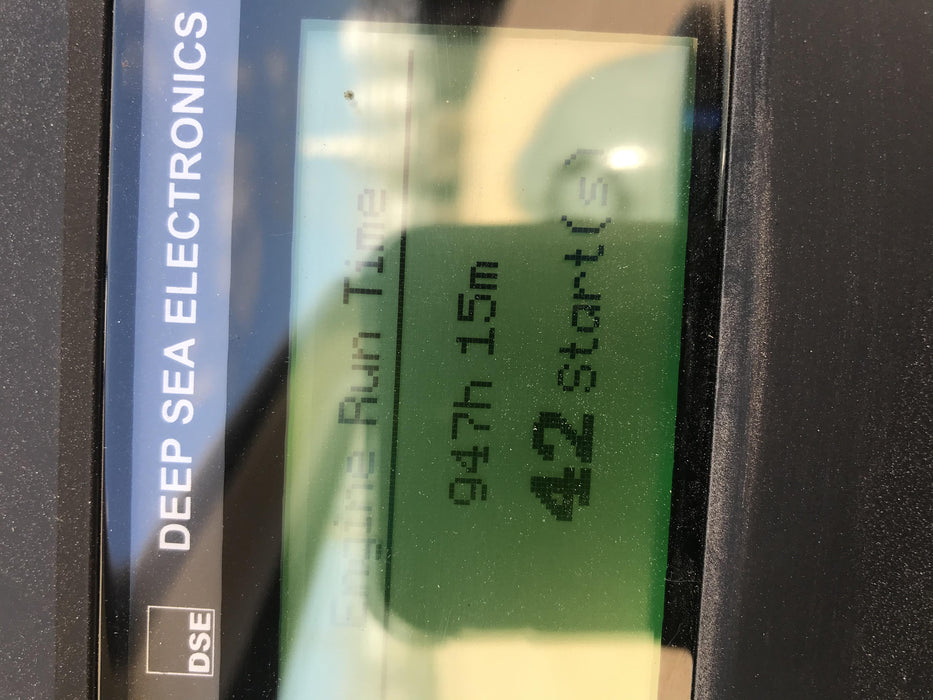 DSE DEEP SEA ELECTRONICS
Engine Run Time
947h 15m
42 Start(s)